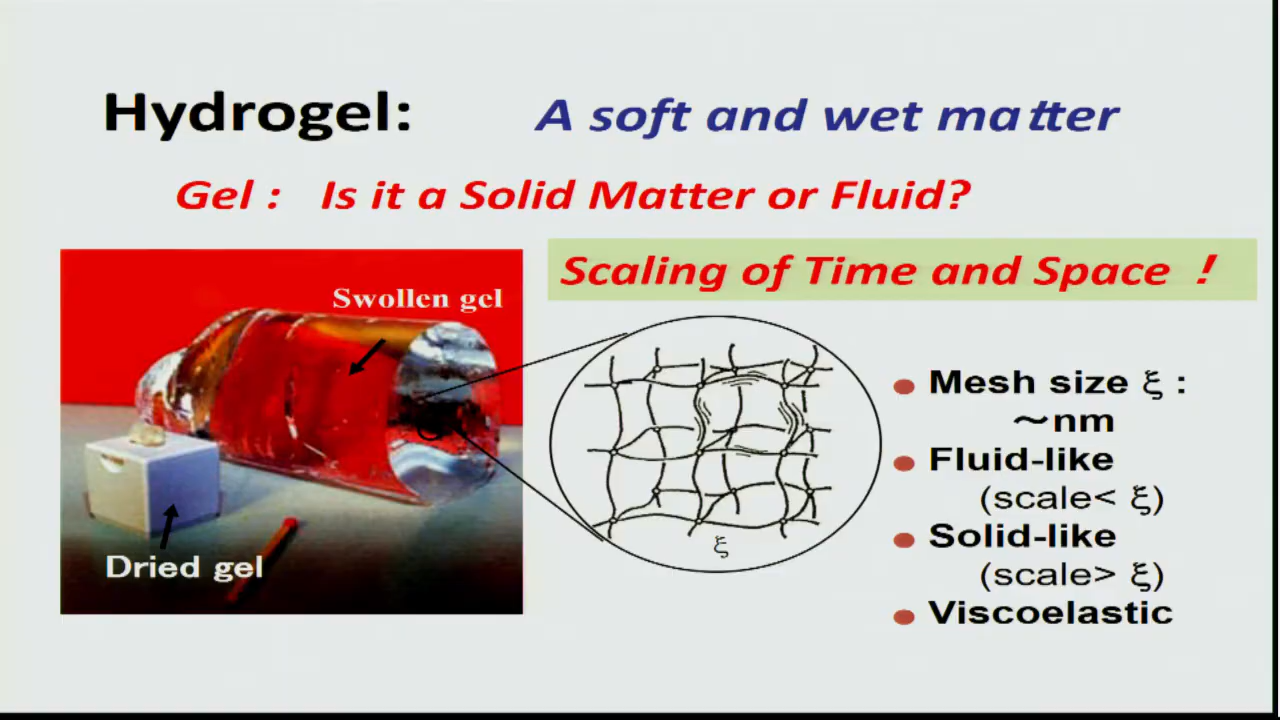 Hydrogel: A soft and wet matter
Gel : Is it a Solid Matter or Fluid?
Scaling of Time and Space !
Swollen gel
Dried gel
ξ
Mesh size ξ :
～nm
Fluid-like
(scale< ξ)
Solid-like
(scale> ξ)
Viscoelastic